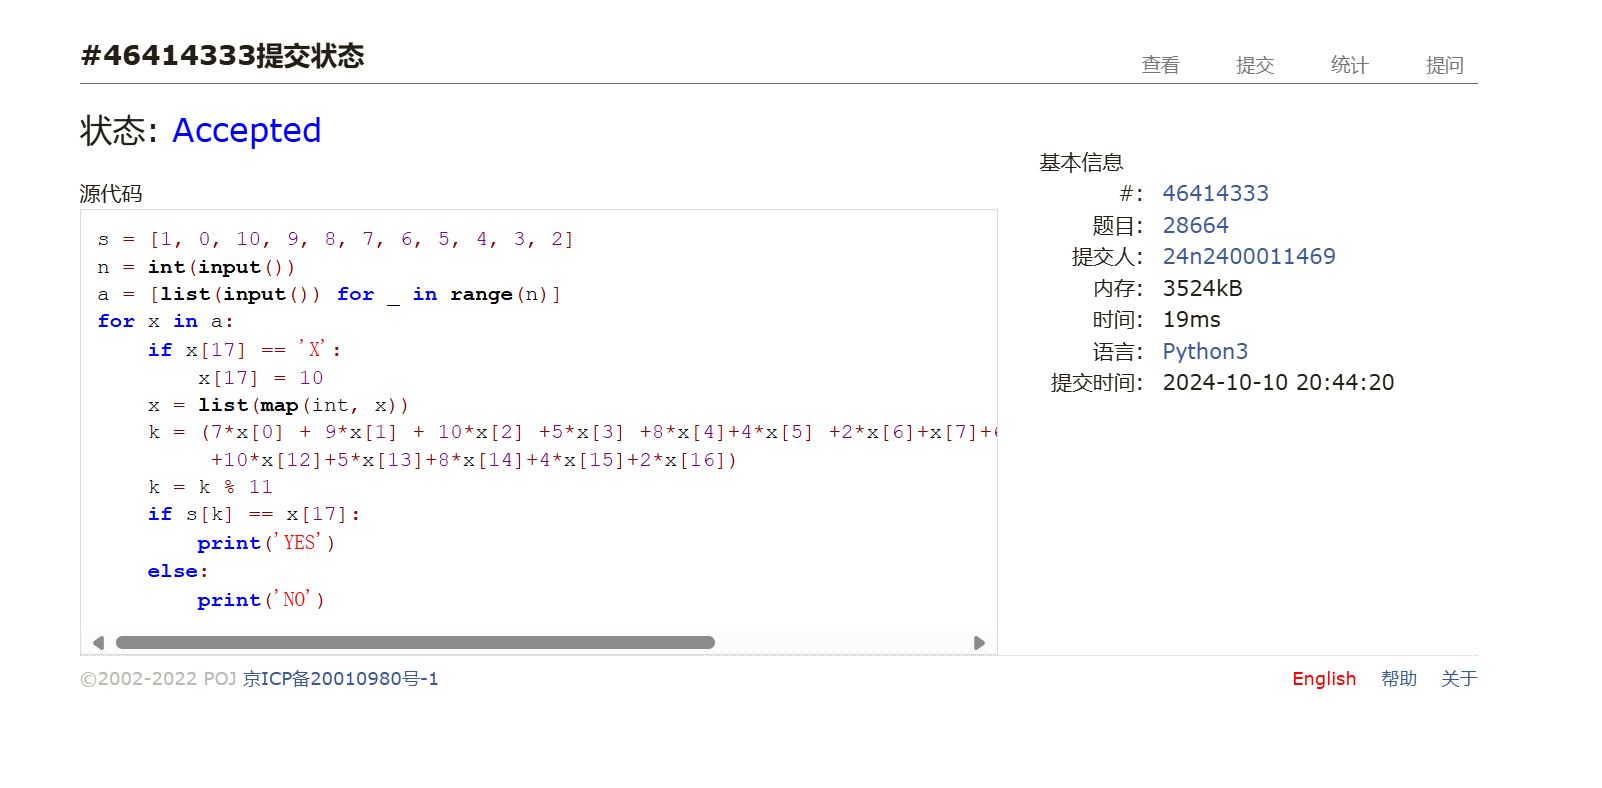 #46414333提交状态
查看 提交 统计 提问
状态: Accepted
基本信息
#: 46414333
题目: 28664
提交人: 24n2400011469
内存: 3524kB
时间: 19ms
语言: Python3
提交时间: 2024-10-10 20:44:20
源代码
s = [1, 0, 10, 9, 8, 7, 6, 5, 4, 3, 2]
n = int(input())
a = [list(input()) for _ in range(n)]
for x in a:
    if x[17] == 'X':
        x[17] = 10
    x = list(map(int, x))
    k = (7*x[0] + 9*x[1] + 10*x[2] +5*x[3] +8*x[4]+4*x[5] +2*x[6]+x[7]+
         +10*x[12]+5*x[13]+8*x[14]+4*x[15]+2*x[16])
    k = k % 11
    if s[k] == x[17]:
        print('YES')
    else:
        print('NO')
©2002-2022 POJ 京ICP备20010980号-1
English 帮助 关于